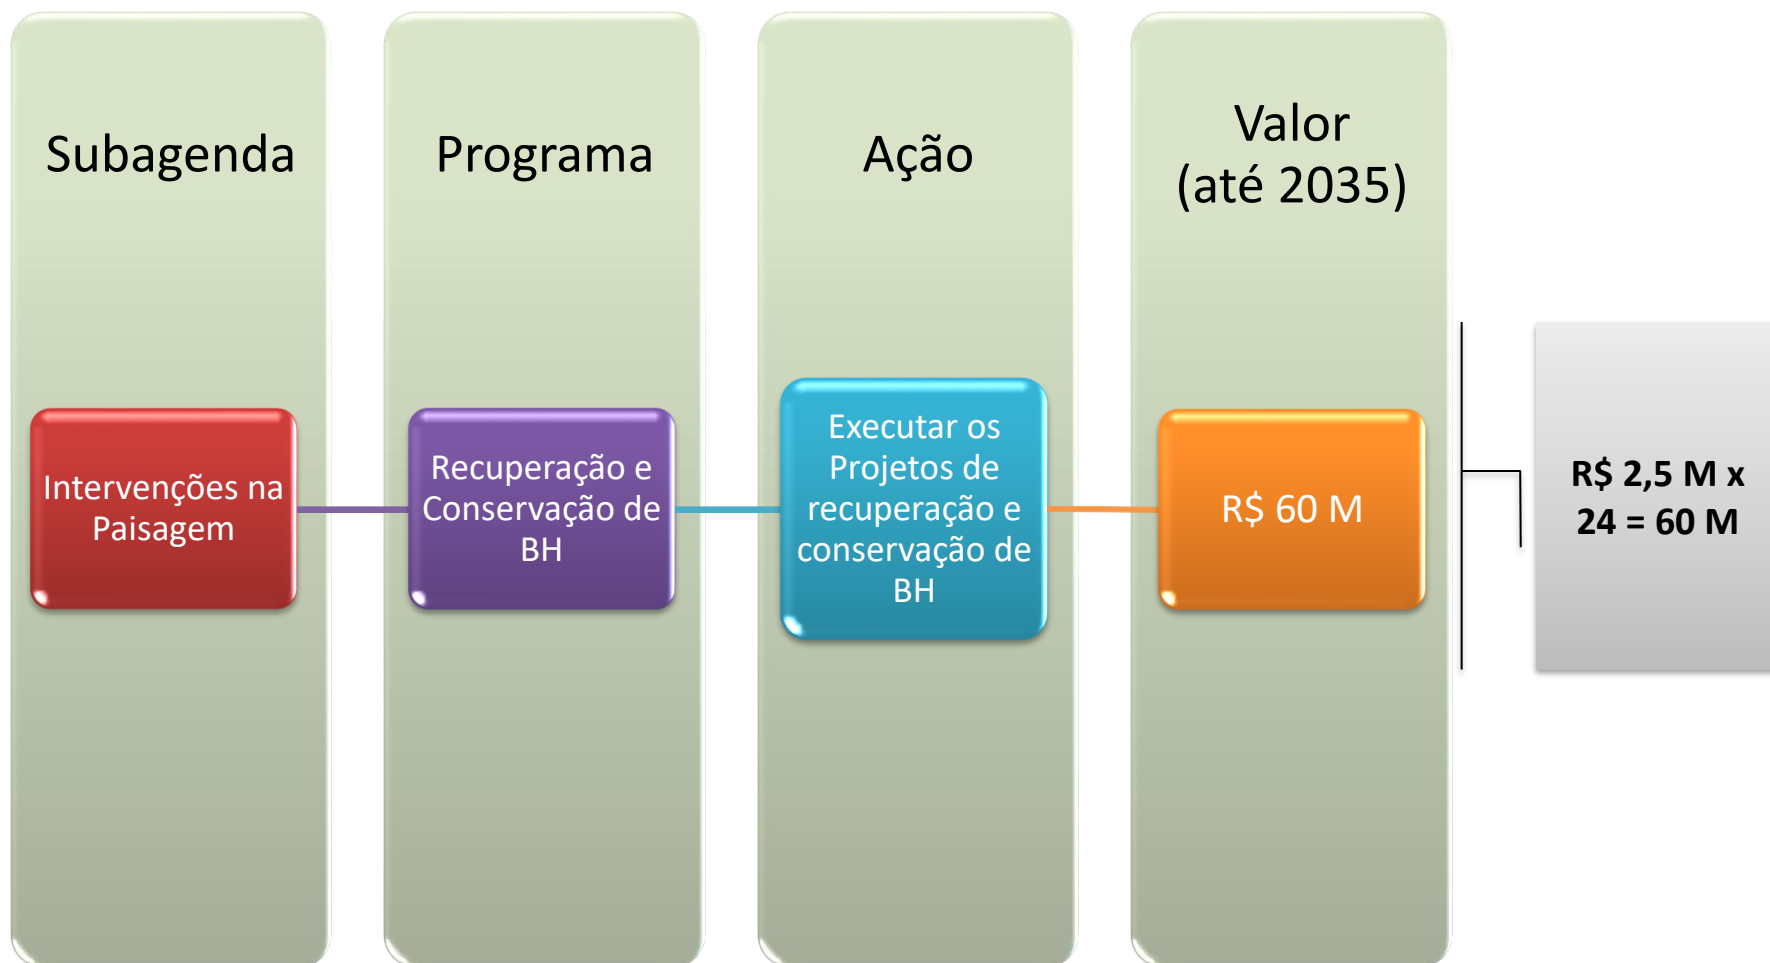 Subagenda
Programa
Ação
Valor
(até 2035)
Intervenções na
Paisagem
Recuperação e
Conservação de
BH
Executar os
Projetos de
recuperação e
conservação de
BH
R$ 60 M
R$ 2,5 M x
24 = 60 M